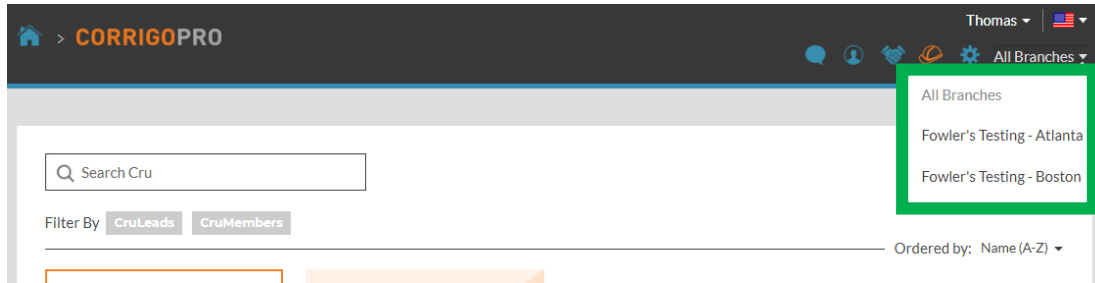 Thomas
> CORRIGOPRO
All Branches
All Branches
Fowler's Testing - Atlanta
Fowler's Testing - Boston
Search Cru
Filter By CruLeads CruMembers
Ordered by: Name (A-Z)